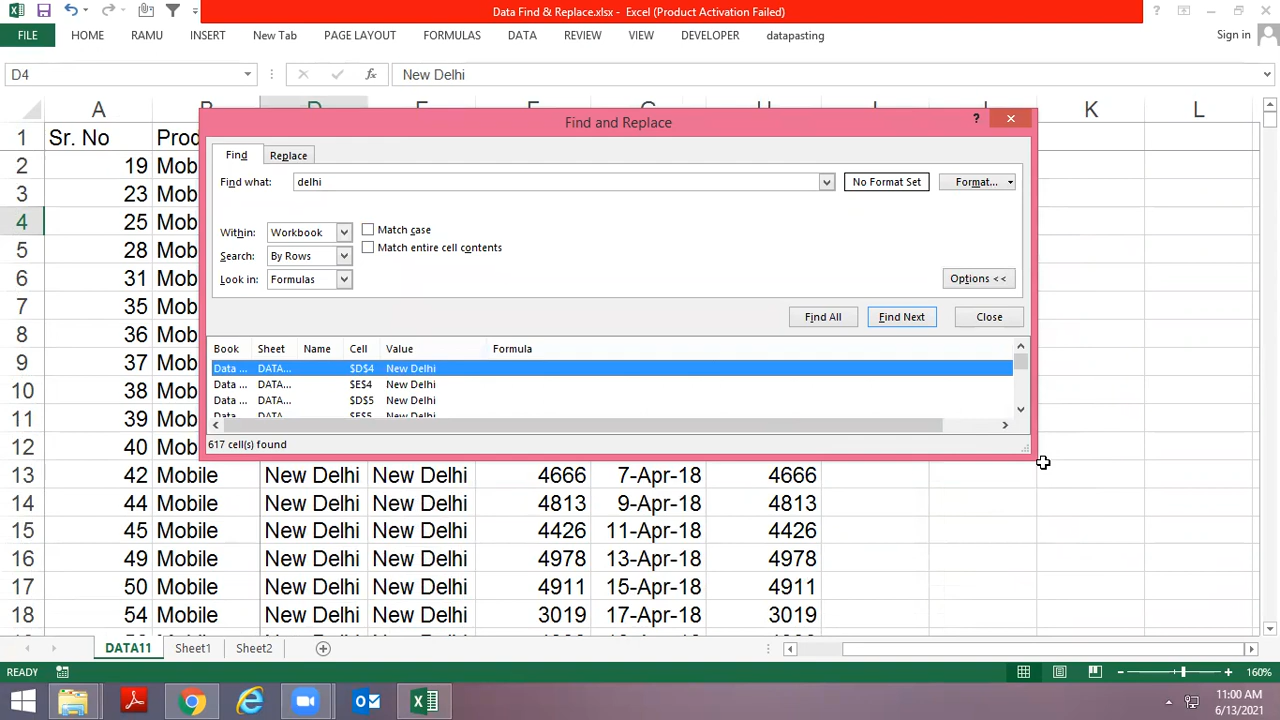 Data Find & Replace.xlsx - Excel (Product Activation Failed)
FILE HOME RAMU INSERT New Tab PAGE LAYOUT FORMULAS DATA REVIEW VIEW DEVELOPER datapasting Sign in
D4 fx New Delhi
A K L
1 Sr. No Prod
2 19 Mob
3 23 Mob
4 25 Mob
5 28 Mob
6 31 Mob
7 35 Mob
8 36 Mob
9 37 Mob
10 38 Mob
11 39 Mob
12 40 Mob
Find and Replace
Find Replace
Find what: delhi No Format Set Format...
Within: Workbook Match case
Search: By Rows Match entire cell contents
Look in: Formulas
Options <<
Find All Find Next Close
Book Sheet Name Cell Value Formula
Data ... DATA... $D$4 New Delhi
Data ... DATA... $E$4 New Delhi
Data ... DATA... $D$5 New Delhi
Data ... DATA... $E$5 New Delhi
617 cell(s) found
13 42 Mobile New Delhi New Delhi 4666 7-Apr-18 4666
14 44 Mobile New Delhi New Delhi 4813 9-Apr-18 4813
15 45 Mobile New Delhi New Delhi 4426 11-Apr-18 4426
16 49 Mobile New Delhi New Delhi 4978 13-Apr-18 4978
17 50 Mobile New Delhi New Delhi 4911 15-Apr-18 4911
18 54 Mobile New Delhi New Delhi 3019 17-Apr-18 3019
DATA11 Sheet1 Sheet2
READY 160%
11:00 AM
6/13/2021